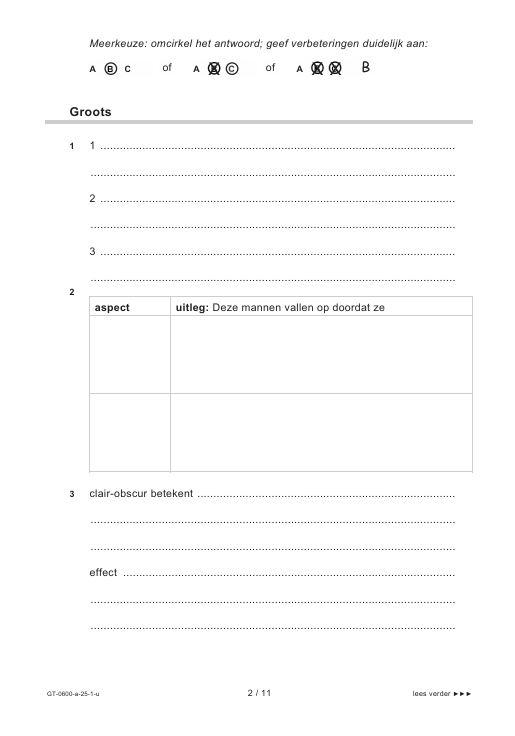 Meerkeuze: omcirkel het antwoord; geef verbeteringen duidelijk aan:
A B C of A B C of A B C B
Groots
1 1 ........................................................................................................
........................................................................................................
2 ........................................................................................................
........................................................................................................
3 ........................................................................................................
........................................................................................................
2
aspect uitleg: Deze mannen vallen op doordat ze
3 clair-obscur betekent ...........................................................................
........................................................................................................
........................................................................................................
effect ................................................................................................
........................................................................................................
........................................................................................................
GT-0600-a-25-1-u 2 / 11 lees verder ►►►